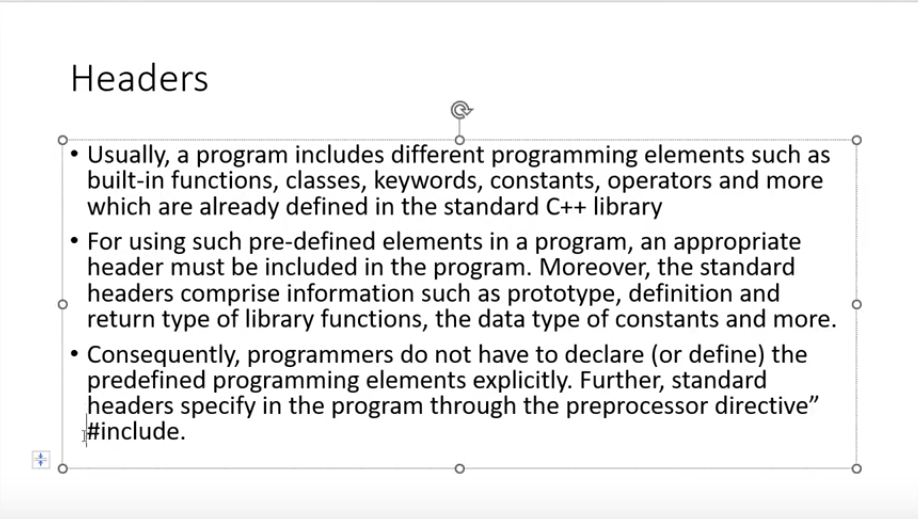 Headers
• Usually, a program includes different programming elements such as
built-in functions, classes, keywords, constants, operators and more
which are already defined in the standard C++ library
• For using such pre-defined elements in a program, an appropriate
header must be included in the program. Moreover, the standard
headers comprise information such as prototype, definition and
return type of library functions, the data type of constants and more.
• Consequently, programmers do not have to declare (or define) the
predefined programming elements explicitly. Further, standard
headers specify in the program through the preprocessor directive”
#include.